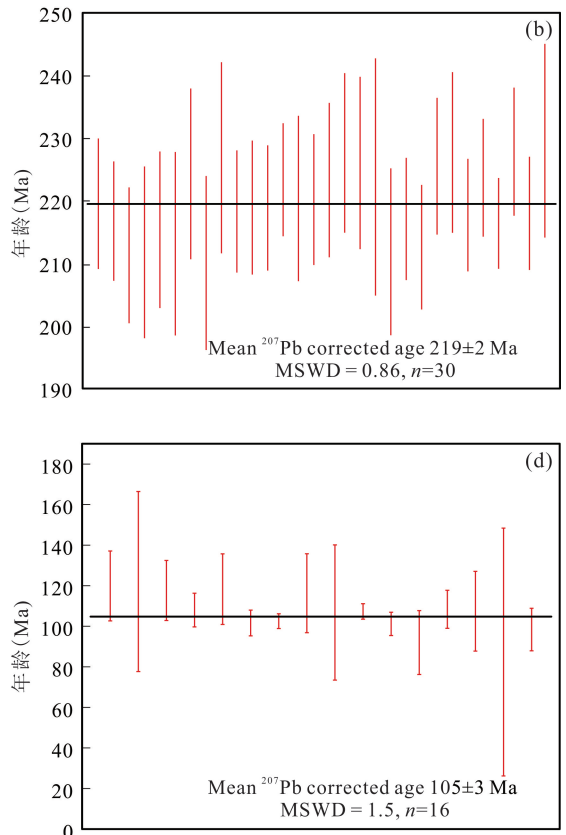 (b)
250
240
230
220
210
200
190
年龄(Ma)
Mean ²⁰⁷Pb corrected age 219±2 Ma
MSWD = 0.86, n=30
(d)
180
160
140
120
100
80
60
40
20
0
年龄(Ma)
Mean ²⁰⁷Pb corrected age 105±3 Ma
MSWD = 1.5, n=16